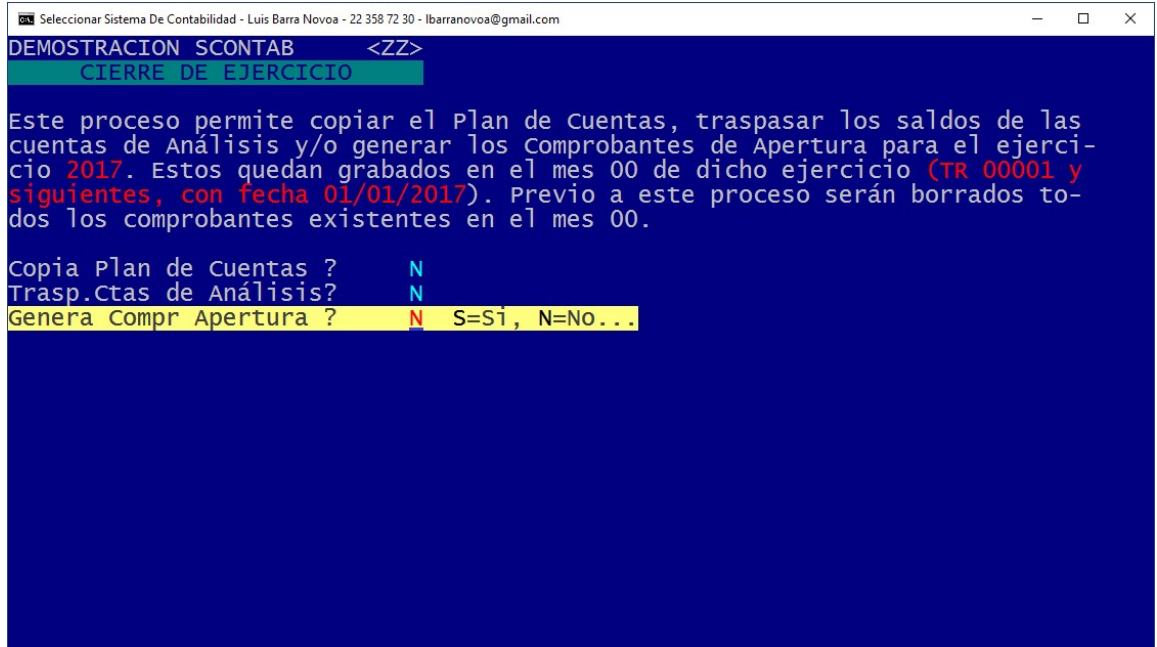 Seleccionar Sistema De Contabilidad - Luis Barra Novoa - 22 358 72 30 - lbarranovoa@gmail.com
DEMOSTRACION SCONTAB <ZZ>
CIERRE DE EJERCICIO
Este proceso permite copiar el Plan de Cuentas, traspasar los saldos de las
cuentas de Análisis y/o generar los Comprobantes de Apertura para el ejerci-
cio 2017. Estos quedan grabados en el mes 00 de dicho ejercicio (TR 00001 y
siguientes, con fecha 01/01/2017). Previo a este proceso serán borrados to-
dos los comprobantes existentes en el mes 00.
Copia Plan de Cuentas ? N
Trasp.Ctas de Análisis? N
Genera Compr Apertura ? N S=Si, N=No...